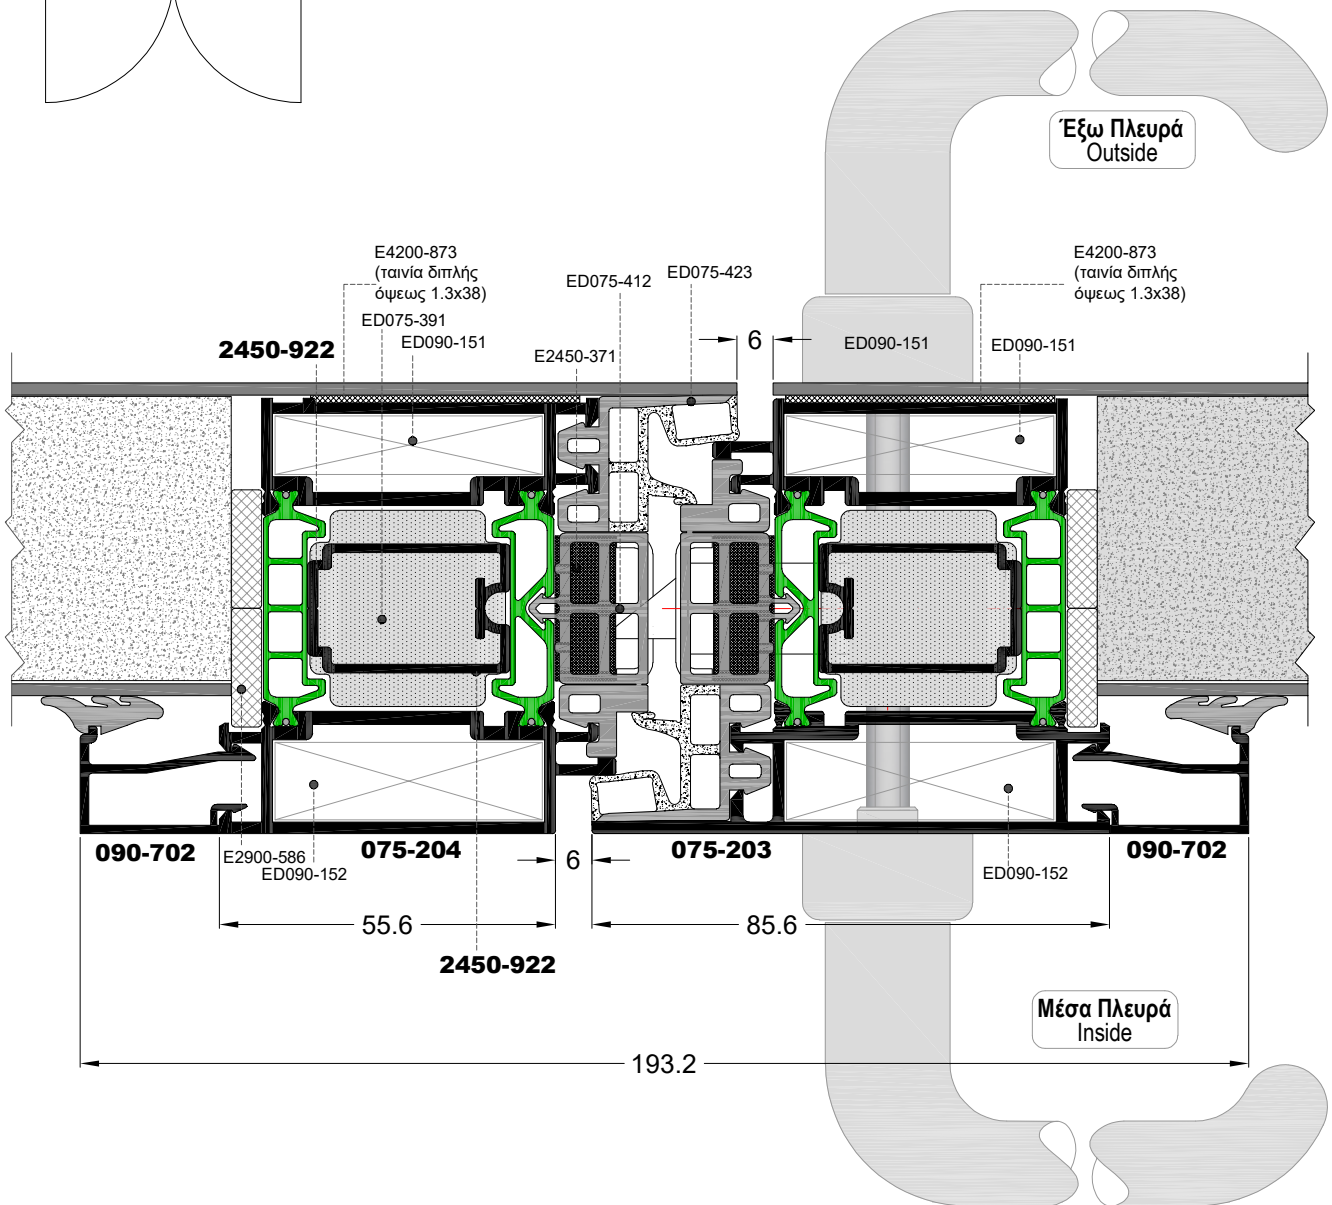 Έξω Πλευρά
Outside
E4200-873
(ταινία διπλής
όψεως 1.3x38)
ED075-412
ED075-423
E4200-873
(ταινία διπλής
όψεως 1.3x38)
ED075-391
2450-922
ED090-151
E2450-371
6
ED090-151
ED090-151
090-702
E2900-586
ED090-152
075-204
6
075-203
ED090-152
090-702
55.6
85.6
2450-922
Μέσα Πλευρά
Inside
193.2